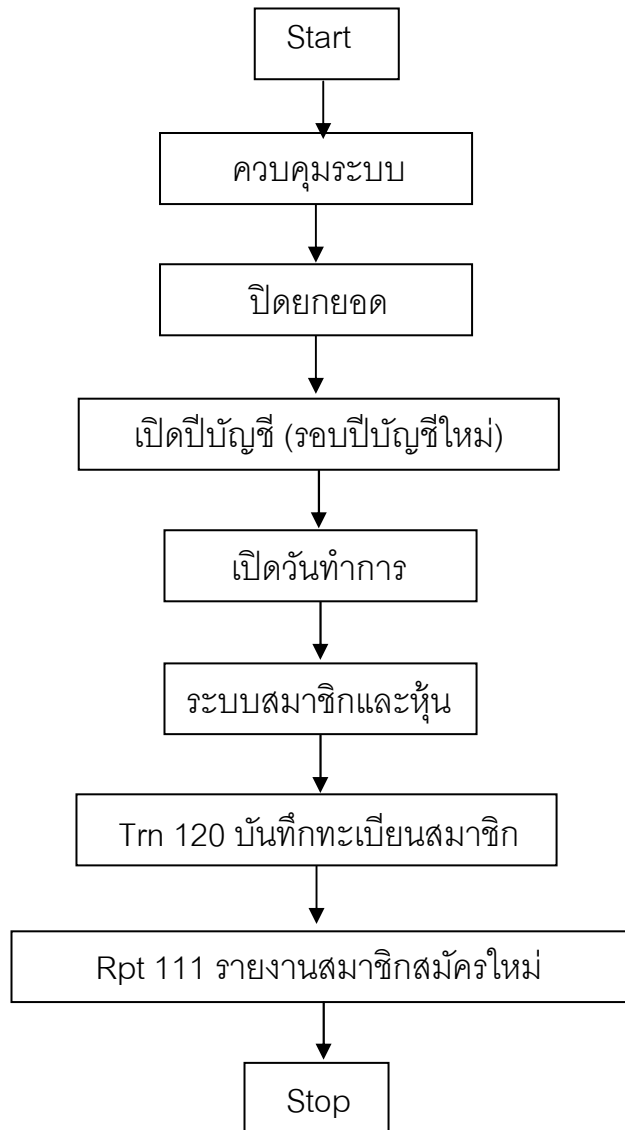 Start
ควบคุมระบบ
ปิดยกยอด
เปิดปีบัญชี (รอบปีบัญชีใหม่)
เปิดวันทำการ
ระบบสมาชิกและหุ้น
Trn 120 บันทึกทะเบียนสมาชิก
Rpt 111 รายงานสมาชิกสมัครใหม่
Stop